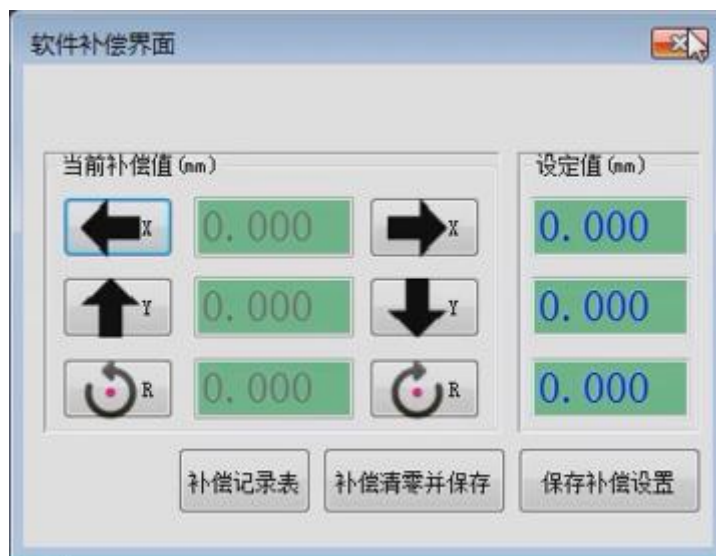 软件补偿界面
当前补偿值(mm)
设定值(mm)
X 0.000 X 0.000
Y 0.000 Y 0.000
R 0.000 R 0.000
补偿记录表 补偿清零并保存 保存补偿设置